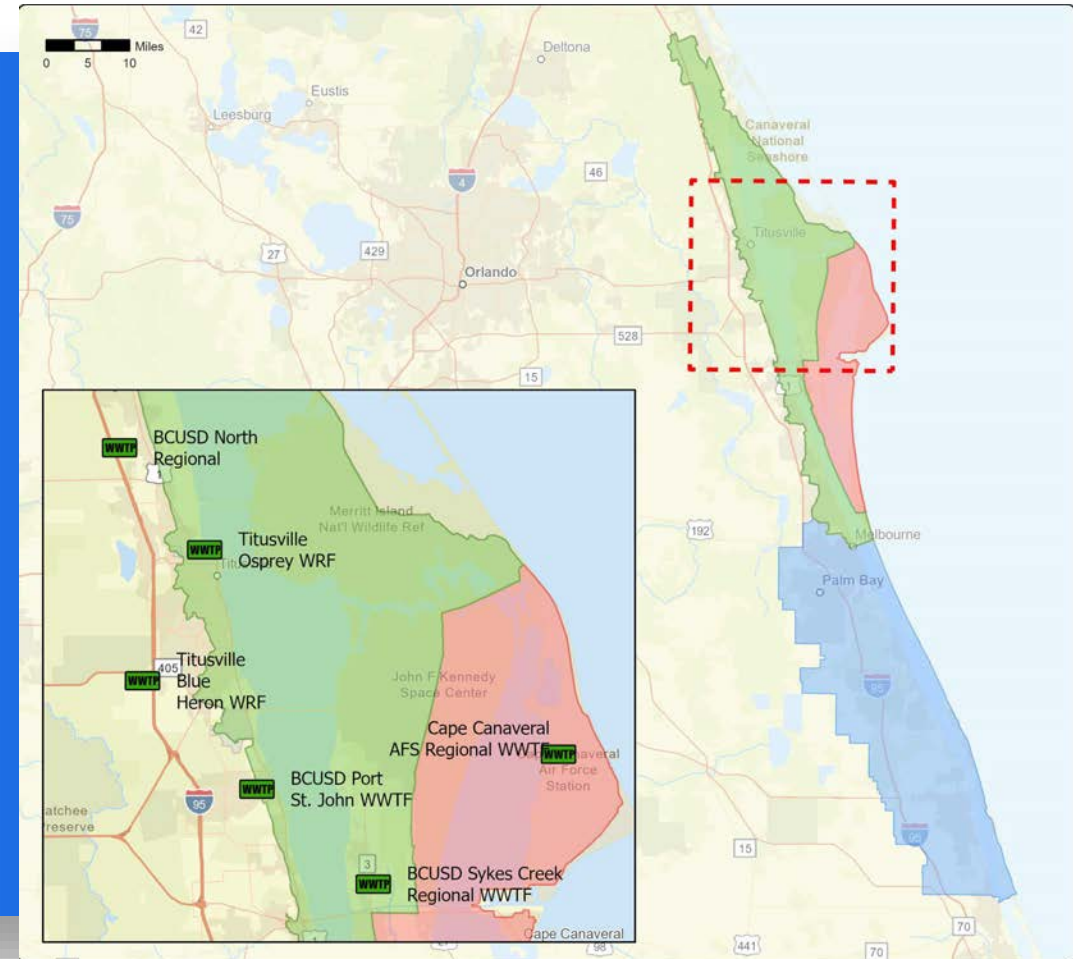 75
42
Miles
0 5 10
Deltona
Eustis
Leesburg
Canaveral
National
Seashore
4
46
75
Titusville
27
429
Orlando
528
15
1
192
Melbourne
Palm Bay
95
95
15
70
441
70
98
BCUSD North
Regional
WWTP
1
Merritt Island
Nat'l Wildlife Ref
Titusville
Osprey WRF
WWTP
Titusville
Blue
Heron WRF
405
WWTP
John F Kennedy
Space Center
Cape Canaveral
AFS Regional WWTF
WWTP
Air Force
Station
BCUSD Port
St. John WWTF
WWTP
95
Preserve
3
BCUSD Sykes Creek
Regional WWTF
WWTP
1
Cape Canaveral